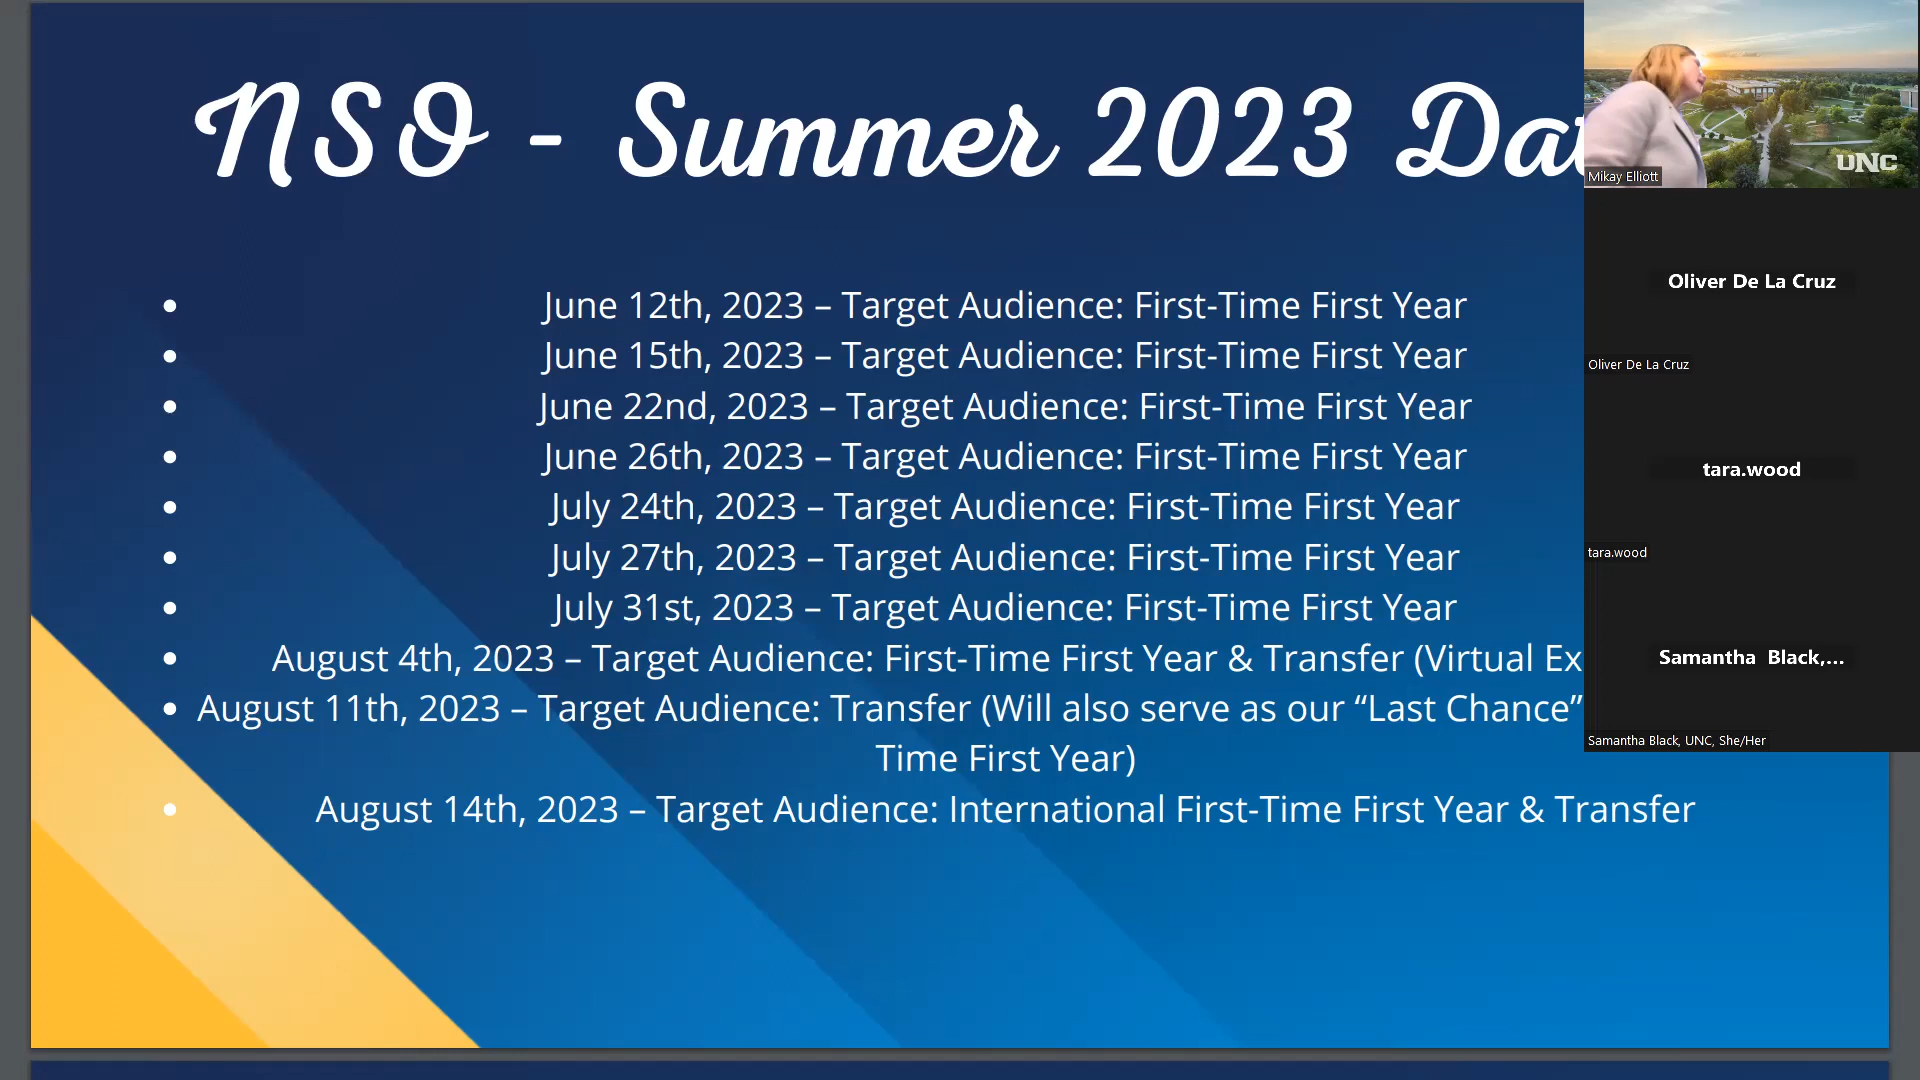 NSO - Summer 2023
• June 12th, 2023 – Target Audience: First-Time First Year
• June 15th, 2023 – Target Audience: First-Time First Year
• June 22nd, 2023 – Target Audience: First-Time First Year
• June 26th, 2023 – Target Audience: First-Time First Year
• July 24th, 2023 – Target Audience: First-Time First Year
• July 27th, 2023 – Target Audience: First-Time First Year
• July 31st, 2023 – Target Audience: First-Time First Year
• August 4th, 2023 – Target Audience: First-Time First Year & Transfer (Virtual
• August 11th, 2023 – Target Audience: Transfer (Will also serve as our “Last Chance”
Time First Year)
• August 14th, 2023 – Target Audience: International First-Time First Year & Transfer
UNC
Mikay Elliott
Oliver De La Cruz
Oliver De La Cruz
tara.wood
tara.wood
Samantha Black,...
Samantha Black, UNC, She/Her